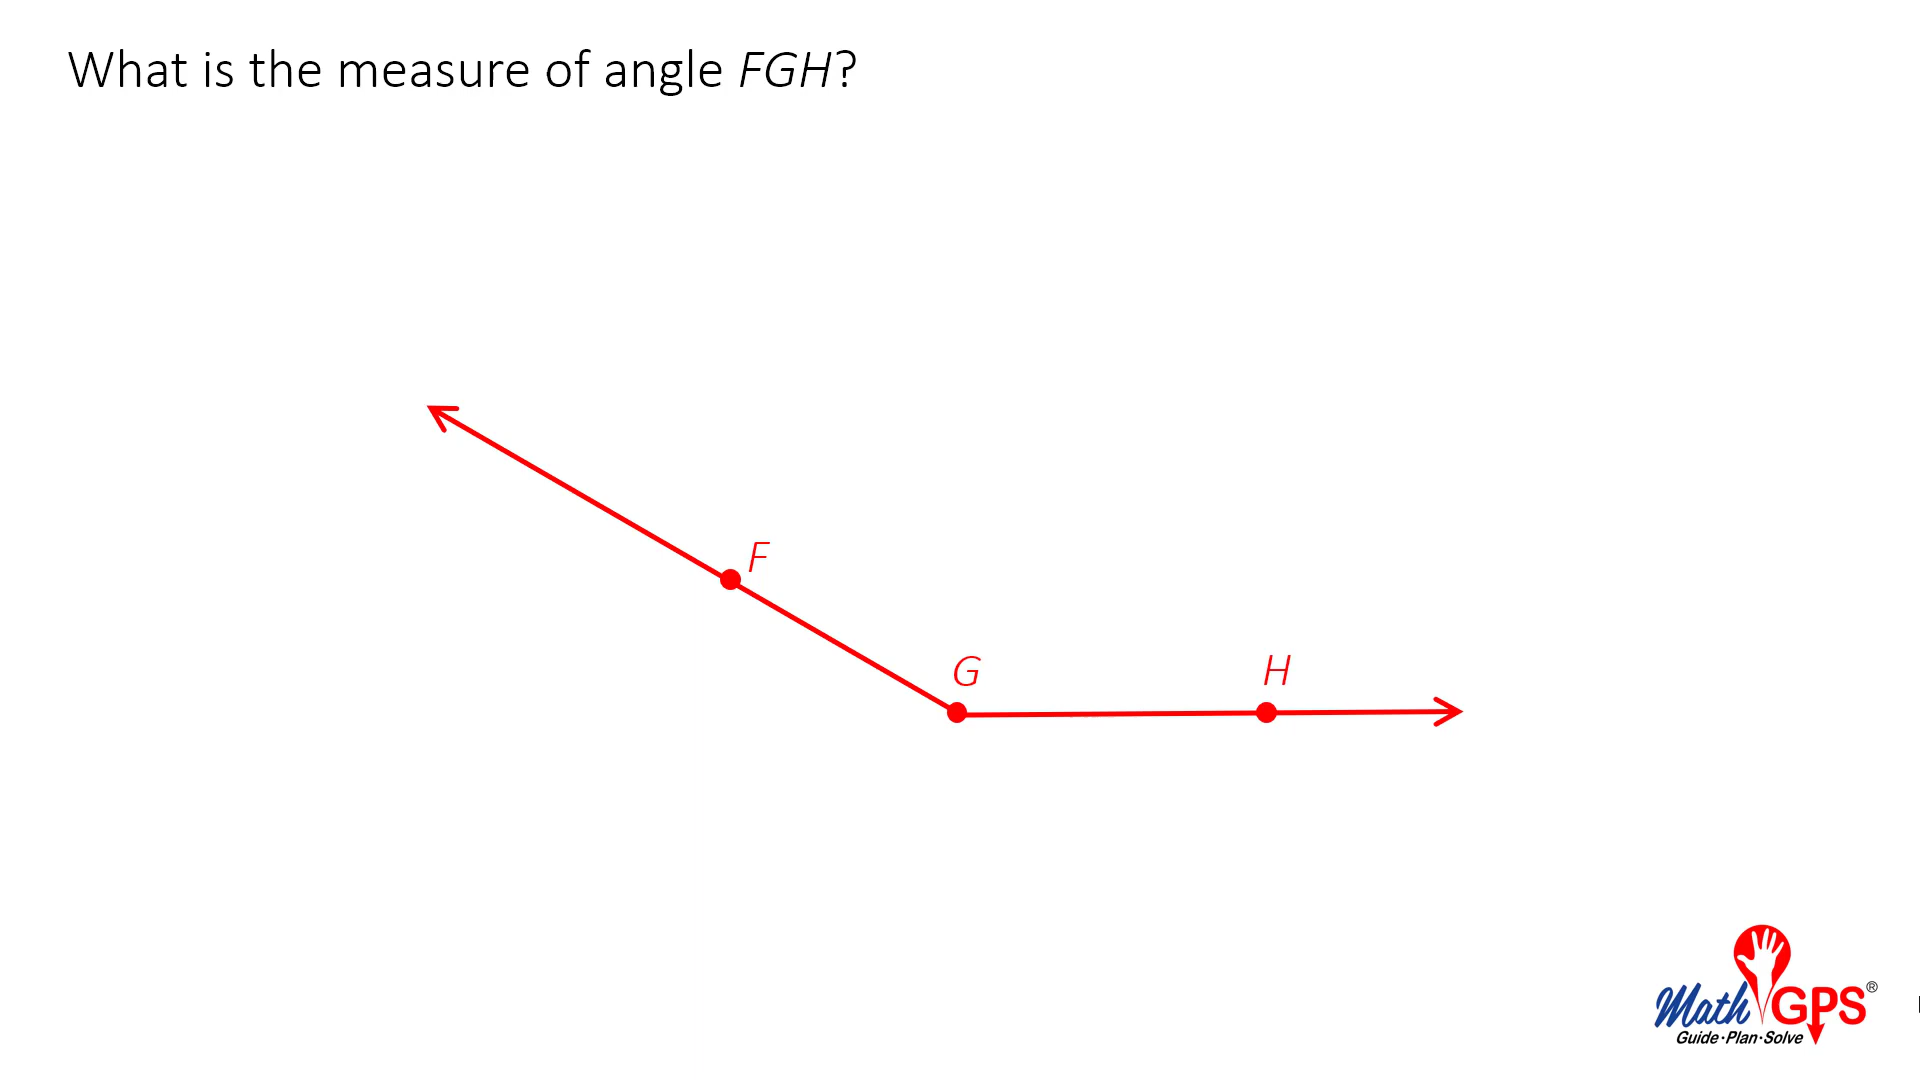 What is the measure of angle FGH?
F
G
H
Math GPS®
Guide·Plan·Solve